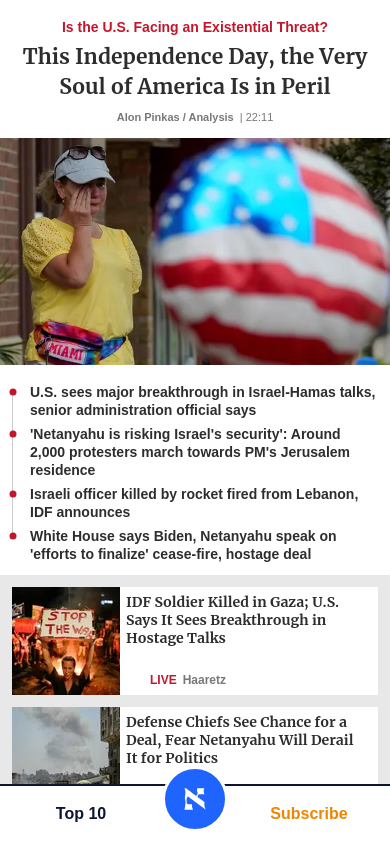 Is the U.S. Facing an Existential Threat?
This Independence Day, the Very
Soul of America Is in Peril
Alon Pinkas / Analysis | 22:11
MIAMI
U.S. sees major breakthrough in Israel-Hamas talks,
senior administration official says
'Netanyahu is risking Israel's security': Around
2,000 protesters march towards PM's Jerusalem
residence
Israeli officer killed by rocket fired from Lebanon,
IDF announces
White House says Biden, Netanyahu speak on
'efforts to finalize' cease-fire, hostage deal
STOP
THE WAR
IDF Soldier Killed in Gaza; U.S.
Says It Sees Breakthrough in
Hostage Talks
LIVE Haaretz
Defense Chiefs See Chance for a
Deal, Fear Netanyahu Will Derail
It for Politics
Top 10
Subscribe